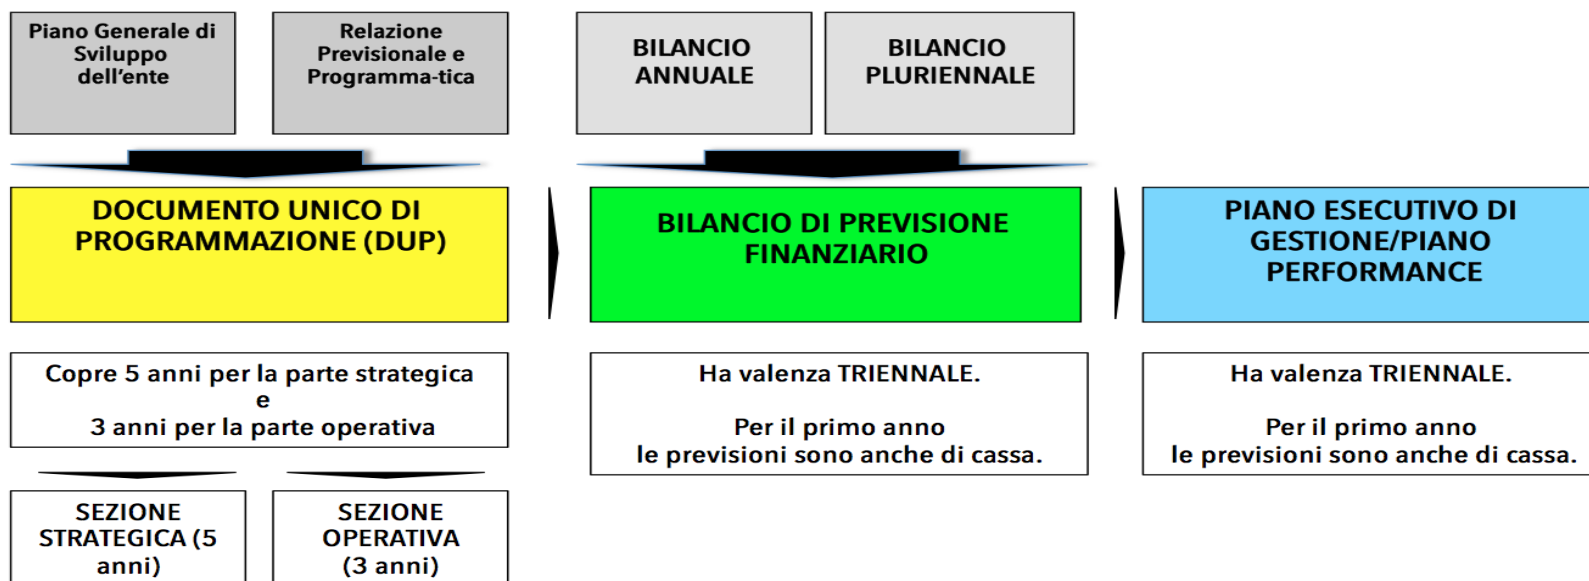 Piano Generale di
Sviluppo
dell'ente
Relazione
Previsionale e
Programma-tica
BILANCIO
ANNUALE
BILANCIO
PLURIENNALE
DOCUMENTO UNICO DI
PROGRAMMAZIONE (DUP)
BILANCIO DI PREVISIONE
FINANZIARIO
PIANO ESECUTIVO DI
GESTIONE/PIANO
PERFORMANCE
Copre 5 anni per la parte strategica
e
3 anni per la parte operativa
Ha valenza TRIENNALE.
Per il primo anno
le previsioni sono anche di cassa.
Ha valenza TRIENNALE.
Per il primo anno
le previsioni sono anche di cassa.
SEZIONE
STRATEGICA (5
anni)
SEZIONE
OPERATIVA
(3 anni)